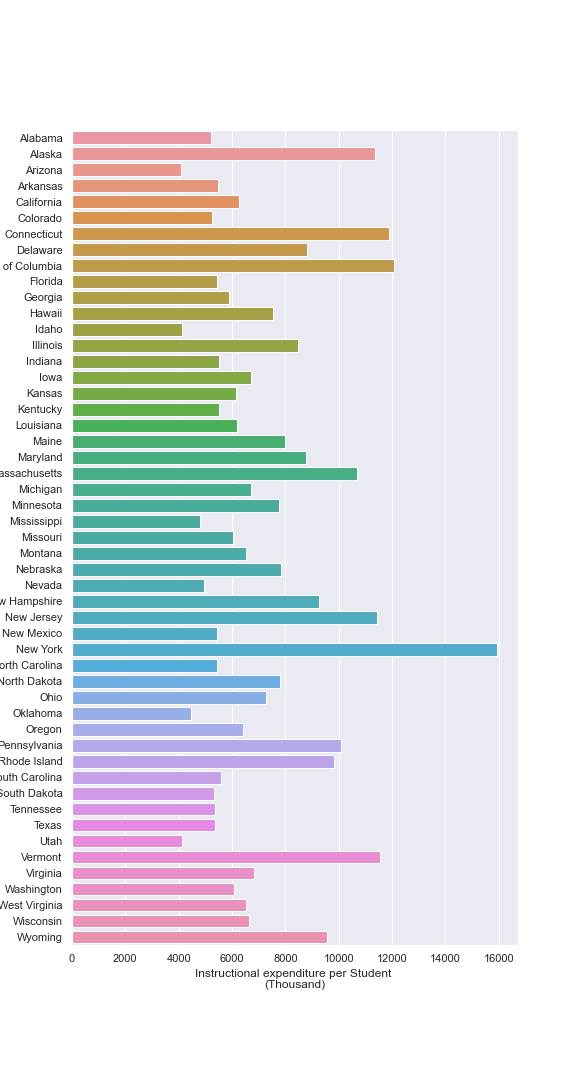 Alabama
Alaska
Arizona
Arkansas
California
Colorado
Connecticut
Delaware
of Columbia
Florida
Georgia
Hawaii
Idaho
Illinois
Indiana
Iowa
Kansas
Kentucky
Louisiana
Maine
Maryland
assachusetts
Michigan
Minnesota
Mississippi
Missouri
Montana
Nebraska
Nevada
w Hampshire
New Jersey
New Mexico
New York
orth Carolina
North Dakota
Ohio
Oklahoma
Oregon
Pennsylvania
Rhode Island
outh Carolina
South Dakota
Tennessee
Texas
Utah
Vermont
Virginia
Washington
West Virginia
Wisconsin
Wyoming
0 2000 4000 6000 8000 10000 12000 14000 16000
Instructional expenditure per Student
(Thousand)